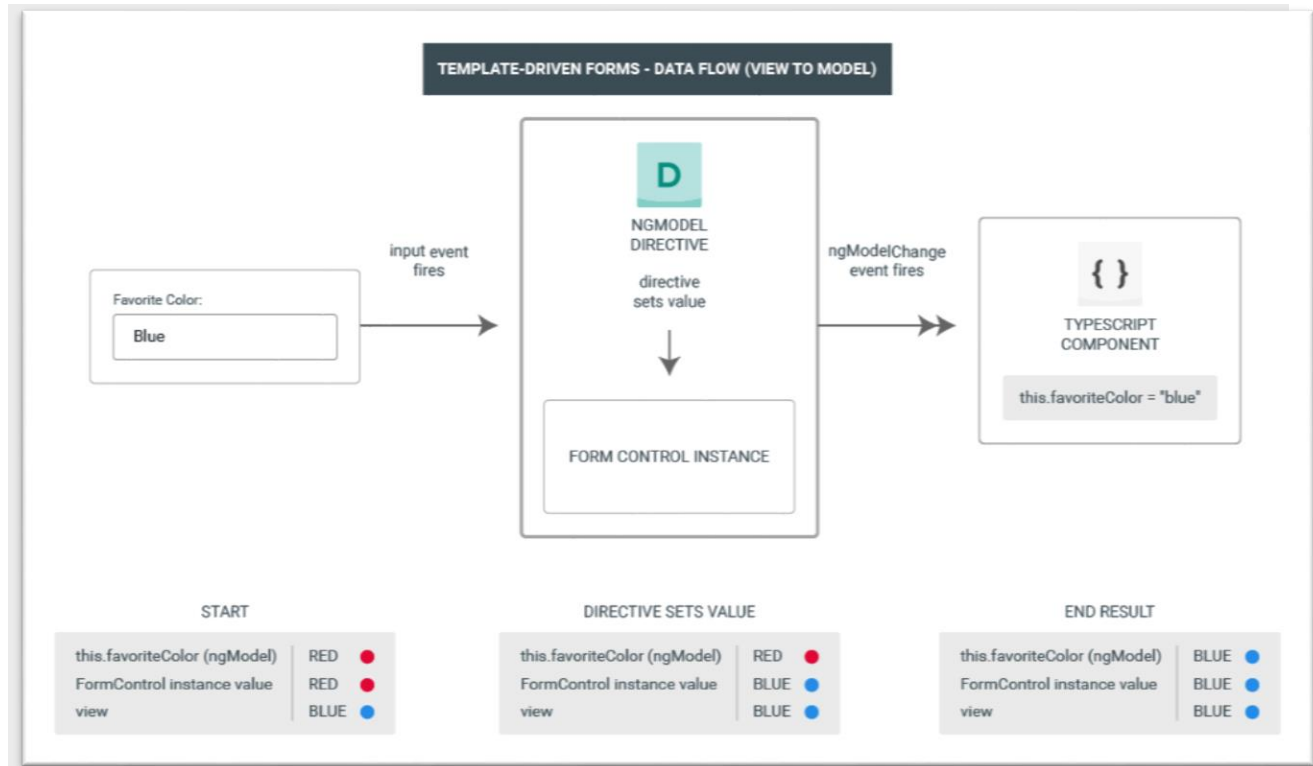 TEMPLATE-DRIVEN FORMS - DATA FLOW (VIEW TO MODEL)
Favorite Color:
Blue
input event
fires
D
NGMODEL
DIRECTIVE
directive
sets value
FORM CONTROL INSTANCE
ngModelChange
event fires
{ }
TYPESCRIPT
COMPONENT
this.favoriteColor = "blue"
START
this.favoriteColor (ngModel) RED
FormControl instance value RED
view BLUE
DIRECTIVE SETS VALUE
this.favoriteColor (ngModel) RED
FormControl instance value BLUE
view BLUE
END RESULT
this.favoriteColor (ngModel) BLUE
FormControl instance value BLUE
view BLUE